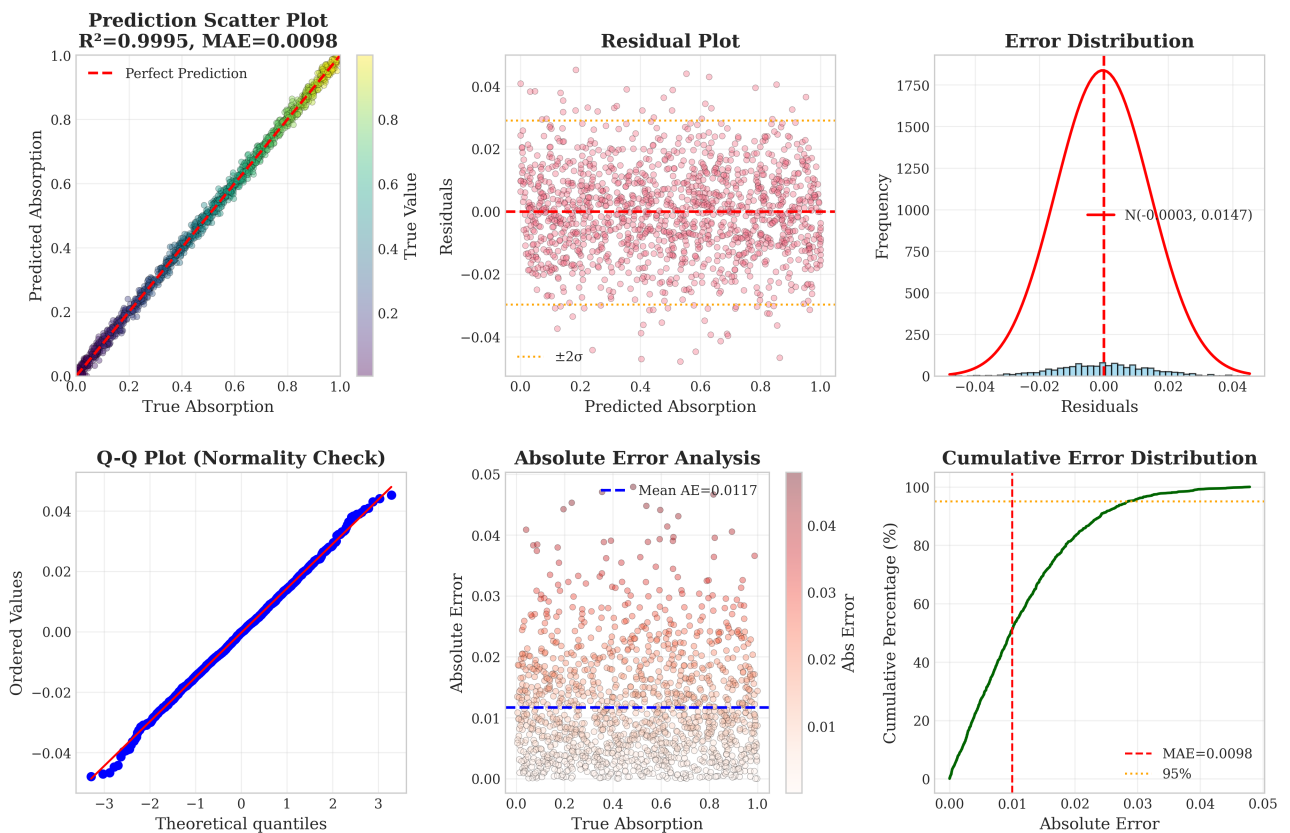 Prediction Scatter Plot
R²=0.9995, MAE=0.0098
Perfect Prediction
Predicted Absorption
1.0
0.8
0.6
0.4
0.2
0.0
0.0 0.2 0.4 0.6 0.8 1.0
True Absorption
0.8
0.6
0.4
0.2
True Value
Residual Plot
Residuals
0.04
0.02
0.00
−0.02
−0.04
±2σ
0.0 0.2 0.4 0.6 0.8 1.0
Predicted Absorption
Error Distribution
Frequency
1750
1500
1250
1000
750
500
250
0
N(-0.0003, 0.0147)
−0.04 −0.02 0.00 0.02 0.04
Residuals
Q-Q Plot (Normality Check)
Ordered Values
0.04
0.02
0.00
−0.02
−0.04
−3 −2 −1 0 1 2 3
Theoretical quantiles
Absolute Error Analysis
Mean AE=0.0117
Absolute Error
0.05
0.04
0.03
0.02
0.01
0.00
0.0 0.2 0.4 0.6 0.8 1.0
True Absorption
0.04
0.03
0.02
0.01
Abs Error
Cumulative Error Distribution
Cumulative Percentage (%)
100
80
60
40
20
0
MAE=0.0098
95%
0.00 0.01 0.02 0.03 0.04 0.05
Absolute Error